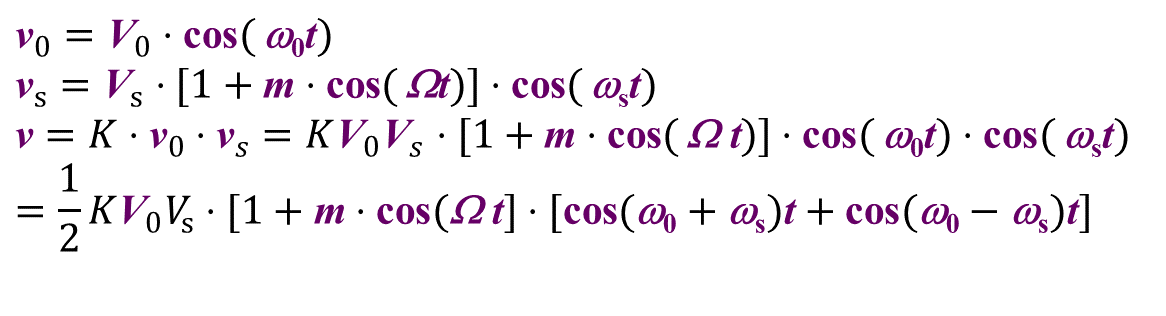 v₀ = V₀ · cos( ω₀t)
vₛ = Vₛ · [1 + m · cos( Ωt)] · cos( ωₛt)
v = K · v₀ · vₛ = KV₀Vₛ · [1 + m · cos( Ω t)] · cos( ω₀t) · cos( ωₛt)
= 1/2 KV₀Vₛ · [1 + m · cos(Ω t] · [cos(ω₀ + ωₛ)t + cos(ω₀ − ωₛ)t]